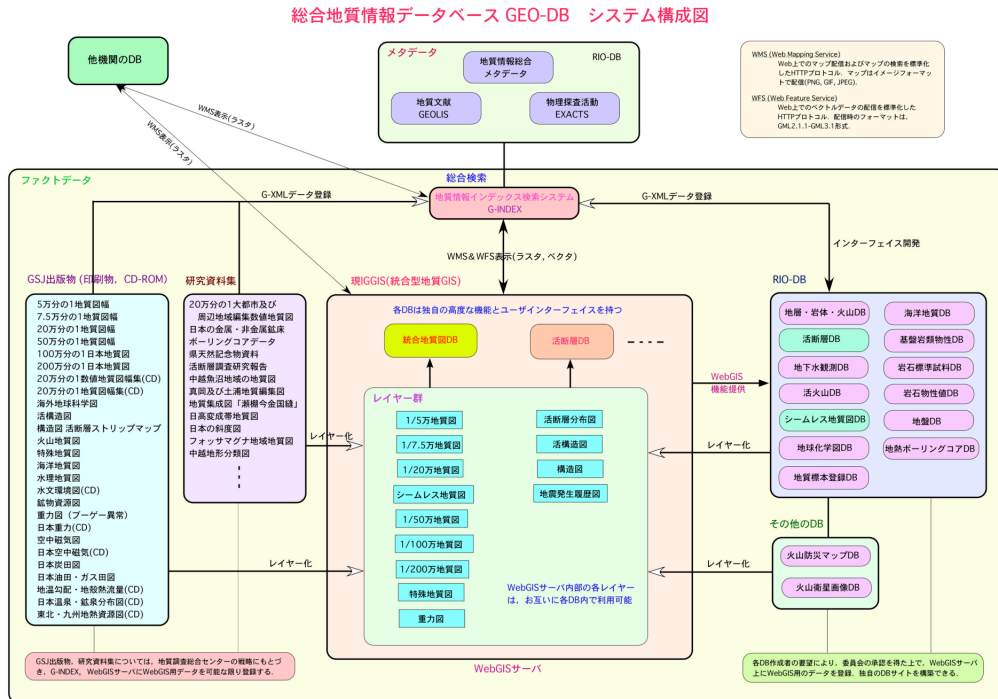 総合地質情報データベース GEO-DB　システム構成図
他機関のDB
メタデータ
RIO-DB
地質情報総合
メタデータ
地質文献
GEOLIS
物理探査活動
EXACTS
WMS (Web Mapping Service)
Web上でのマップ配信およびマップの検索を標準化
したHTTPプロトコル．マップはイメージフォーマッ
トで配信(PNG, GIF, JPEG).
WFS (Web Feature Service)
Web上でのベクトルデータの配信を標準化した
HTTPプロトコル．配信時のフォーマットは，
GML2.1.1-GML3.1形式．
WMS表示(ラスタ)
WMS表示(ラスタ)
ファクトデータ
総合検索
G-XMLデータ登録
地質情報インデックス検索システム
G-INDEX
G-XMLデータ登録
WMS＆WFS表示(ラスタ, ベクタ)
インターフェイス開発
GSJ出版物 (印刷物，CD-ROM)
5万分の1地質図幅
7.5万分の1地質図幅
20万分の1地質図幅
50万分の1地質図幅
100万分の1日本地質図
200万分の1日本地質図
20万分の1数値地質図幅集(CD)
20万分の1地質図幅集(CD)
海外地球科学図
活構造図
構造図 活断層ストリップマップ
火山地質図
特殊地質図
海洋地質図
水理地質図
水文環境図(CD)
鉱物資源図
重力図（ブーゲー異常）
日本重力(CD)
空中磁気図
日本空中磁気(CD)
日本炭田図
日本油田・ガス田図
地温勾配・地殻熱流量(CD)
日本温泉・鉱泉分布図(CD)
東北・九州地熱資源図(CD)
研究資料集
20万分の1大都市及び
周辺地域編集数値地質図
日本の金属・非金属鉱床
ボーリングコアデータ
県天然記念物資料
活断層調査研究報告
中越魚沼地域の地質図
真岡及び土浦地質編集図
地質集成図「瀬棚今金国縫」
日高変成帯地質図
日本の斜度図
フォッサマグナ地域地質図
中越地形分類図
レイヤー化
レイヤー化
現IGGIS(統合型地質GIS)
各DBは独自の高度な機能とユーザインターフェイスを持つ
統合地質図DB
活断層DB
レイヤー群
1/5万地質図
1/7.5万地質図
1/20万地質図
シームレス地質図
1/50万地質図
1/100万地質図
1/200万地質図
特殊地質図
重力図
活断層分布図
活構造図
構造図
地震発生履歴図
WebGISサーバ内部の各レイヤー
は，お互いに各DB内で利用可能
WebGISサーバ
WebGIS
機能提供
レイヤー化
レイヤー化
RIO-DB
地層・岩体・火山DB
活断層DB
地下水観測DB
活火山DB
シームレス地質図DB
地球化学図DB
地質標本登録DB
海洋地質DB
基盤岩類物性DB
岩石標準試料DB
岩石物性値DB
地盤DB
地熱ボーリングコアDB
その他のDB
火山防災マップDB
火山衛星画像DB
GSJ出版物，研究資料集については，地質調査総合センターの戦略にもとづ
き，G-INDEX， WebGISサーバにWebGIS用データを可能な限り登録する．
各DB作成者の要望により，委員会の承認を得た上で，WebGISサーバ
上にWebGIS用のデータを登録．独自のDBサイトを構築できる．